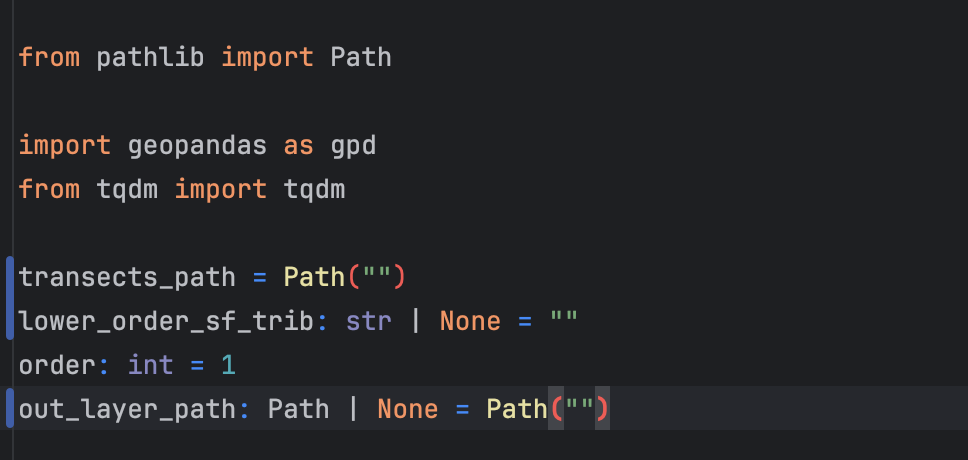 from pathlib import Path
import geopandas as gpd
from tqdm import tqdm
transects_path = Path("")
lower_order_sf_trib: str | None = ""
order: int = 1
out_layer_path: Path | None = Path("")